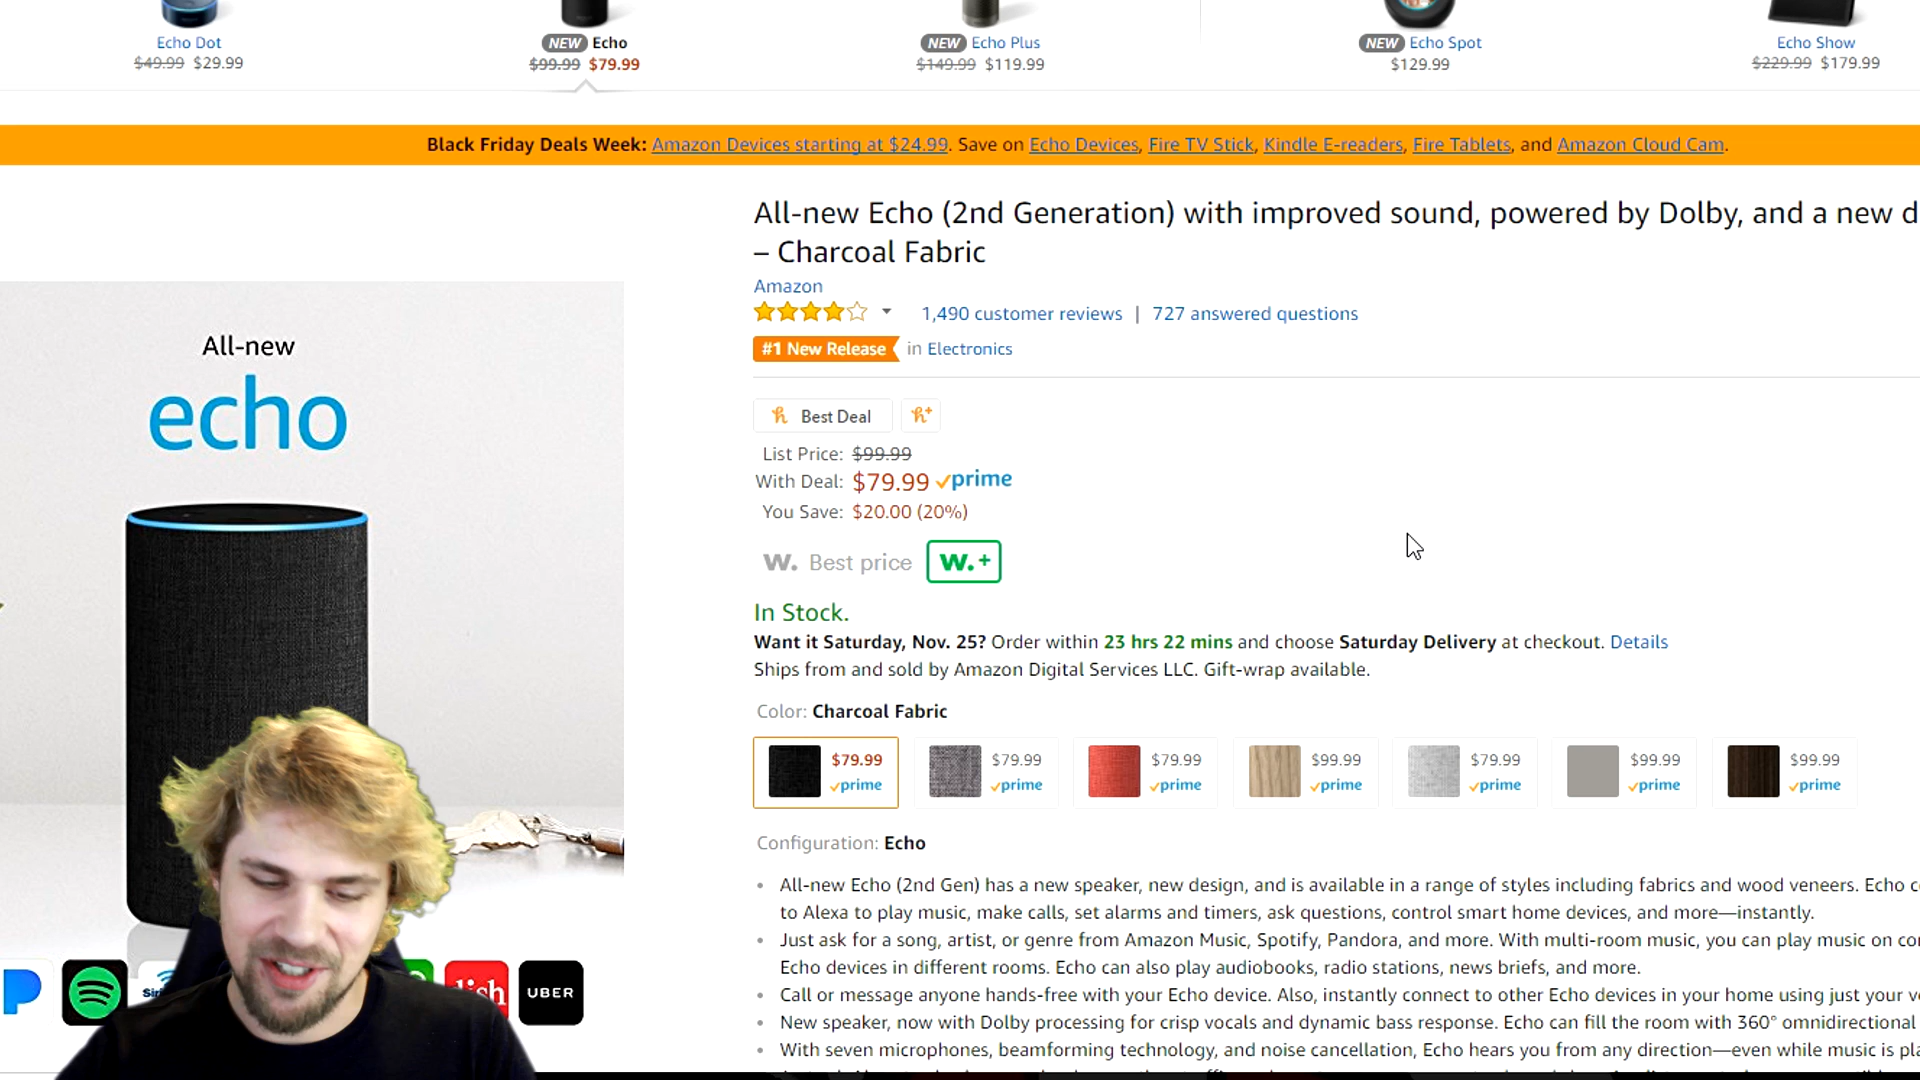 Echo Dot
$49.99 $29.99
NEW Echo
$99.99 $79.99
NEW Echo Plus
$149.99 $119.99
NEW Echo Spot
$129.99
Echo Show
$229.99 $179.99
Black Friday Deals Week: Amazon Devices starting at $24.99. Save on Echo Devices, Fire TV Stick, Kindle E-readers, Fire Tablets, and Amazon Cloud Cam.
All-new Echo (2nd Generation) with improved sound, powered by Dolby, and a new d
– Charcoal Fabric
Amazon
1,490 customer reviews | 727 answered questions
#1 New Release in Electronics
All-new
echo
Best Deal
List Price: $99.99
With Deal: $79.99 prime
You Save: $20.00 (20%)
w. Best price w.+
In Stock.
Want it Saturday, Nov. 25? Order within 23 hrs 22 mins and choose Saturday Delivery at checkout. Details
Ships from and sold by Amazon Digital Services LLC. Gift-wrap available.
Color: Charcoal Fabric
$79.99 prime
$79.99 prime
$79.99 prime
$99.99 prime
$79.99 prime
$99.99 prime
$99.99 prime
Configuration: Echo
• All-new Echo (2nd Gen) has a new speaker, new design, and is available in a range of styles including fabrics and wood veneers. Echo
to Alexa to play music, make calls, set alarms and timers, ask questions, control smart home devices, and more—instantly.
• Just ask for a song, artist, or genre from Amazon Music, Spotify, Pandora, and more. With multi-room music, you can play music on
Echo devices in different rooms. Echo can also play audiobooks, radio stations, news briefs, and more.
• Call or message anyone hands-free with your Echo device. Also, instantly connect to other Echo devices in your home using just your
• New speaker, now with Dolby processing for crisp vocals and dynamic bass response. Echo can fill the room with 360° omnidirectional
• With seven microphones, beamforming technology, and noise cancellation, Echo hears you from any direction—even while music is
UBER